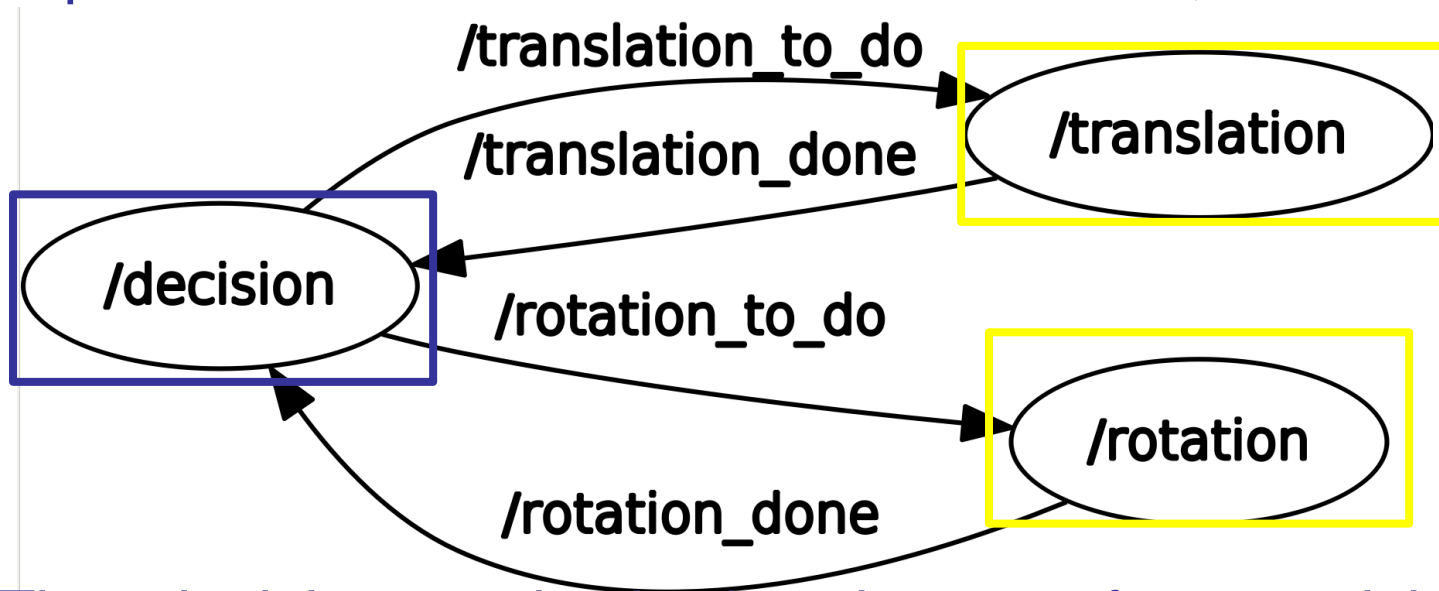 /translation_to_do
/translation_done
/translation
/decision
/rotation_to_do
/rotation
/rotation_done